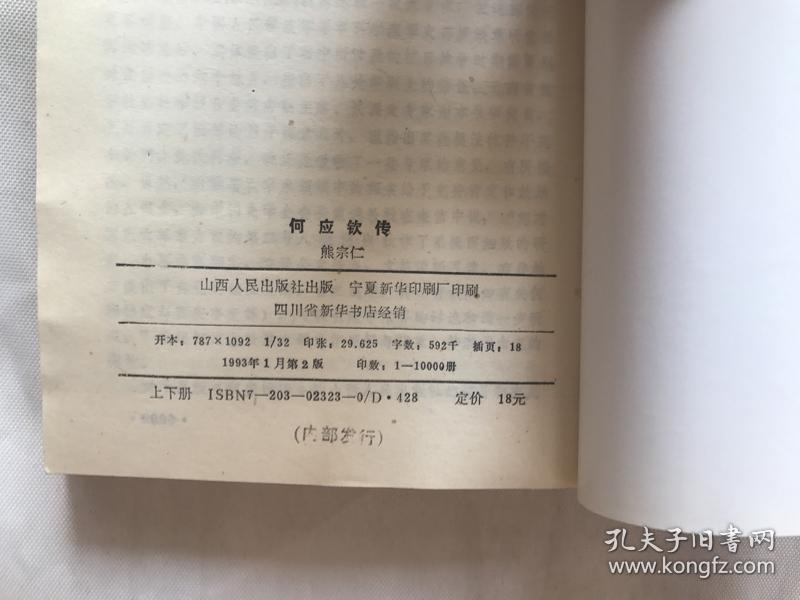 何应钦传
熊宗仁
山西人民出版社出版 宁夏新华印刷厂印刷
四川省新华书店经销
开本：787×1092 1/32 印张：29.625 字数：592千 插页：18
1993年1月第2版 印数：1—10000册
上下册 ISBN7—203—02323—0/D·428 定价 18元
(内部发行)
孔夫子旧书网
www.kongfz.com